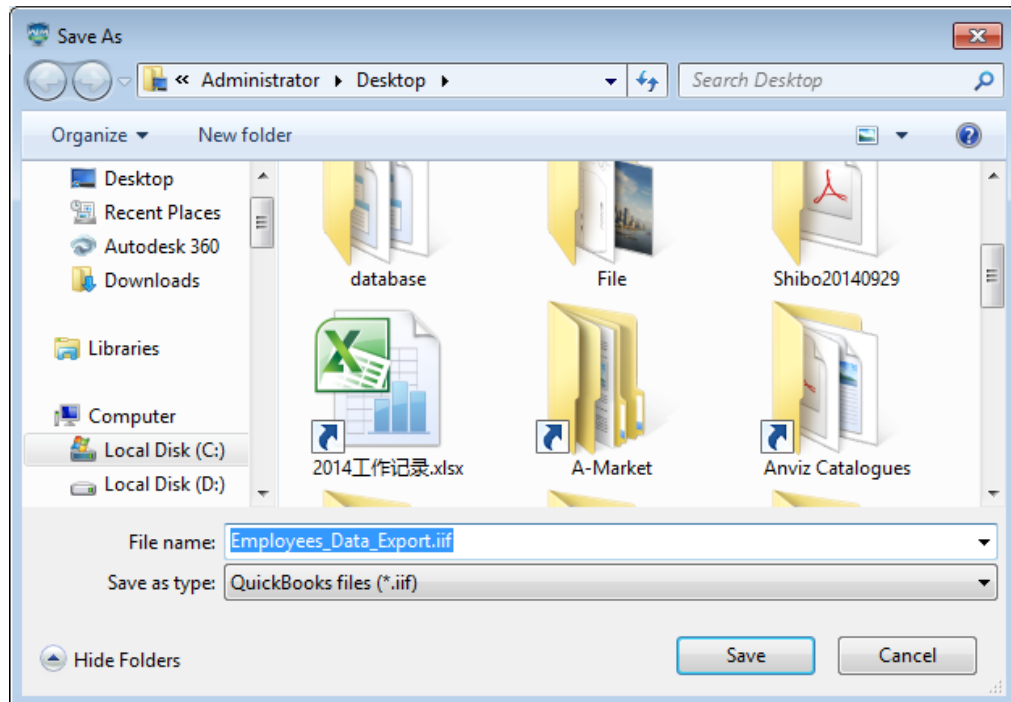 Save As
« Administrator ▸ Desktop ▸
Search Desktop
Organize ▾ New folder
Desktop
Recent Places
Autodesk 360
Downloads
Libraries
Computer
Local Disk (C:)
Local Disk (D:)
database
File
Shibo20140929
2014工作记录.xlsx
A-Market
Anviz Catalogues
File name: Employees_Data_Export.iif
Save as type: QuickBooks files (*.iif)
Hide Folders
Save
Cancel